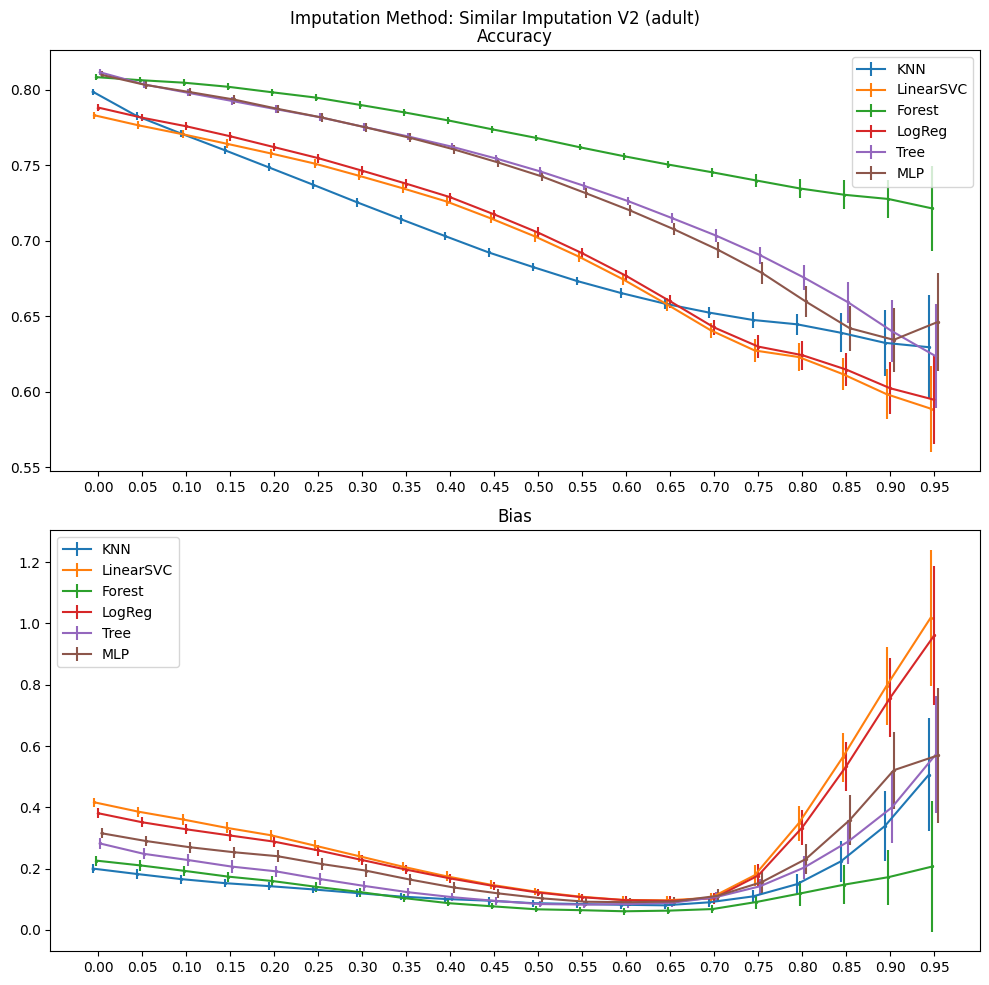 Imputation Method: Similar Imputation V2 (adult)
Accuracy
KNN
LinearSVC
Forest
LogReg
Tree
MLP
0.80
0.75
0.70
0.65
0.60
0.55
0.00 0.05 0.10 0.15 0.20 0.25 0.30 0.35 0.40 0.45 0.50 0.55 0.60 0.65 0.70 0.75 0.80 0.85 0.90 0.95
Bias
KNN
LinearSVC
Forest
LogReg
Tree
MLP
1.2
1.0
0.8
0.6
0.4
0.2
0.0
0.00 0.05 0.10 0.15 0.20 0.25 0.30 0.35 0.40 0.45 0.50 0.55 0.60 0.65 0.70 0.75 0.80 0.85 0.90 0.95